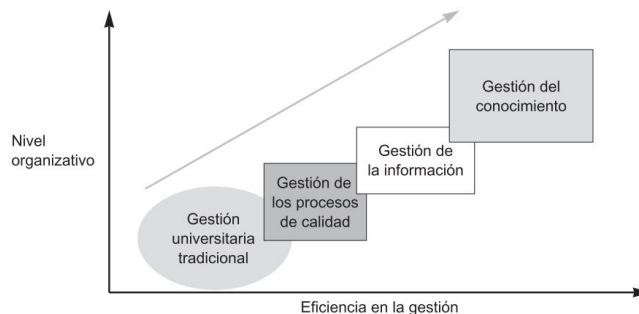 Gestión del
conocimiento
Nivel
organizativo
Gestión de
la información
Gestión de
los procesos
de calidad
Gestión
universitaria
tradicional
Eficiencia en la gestión